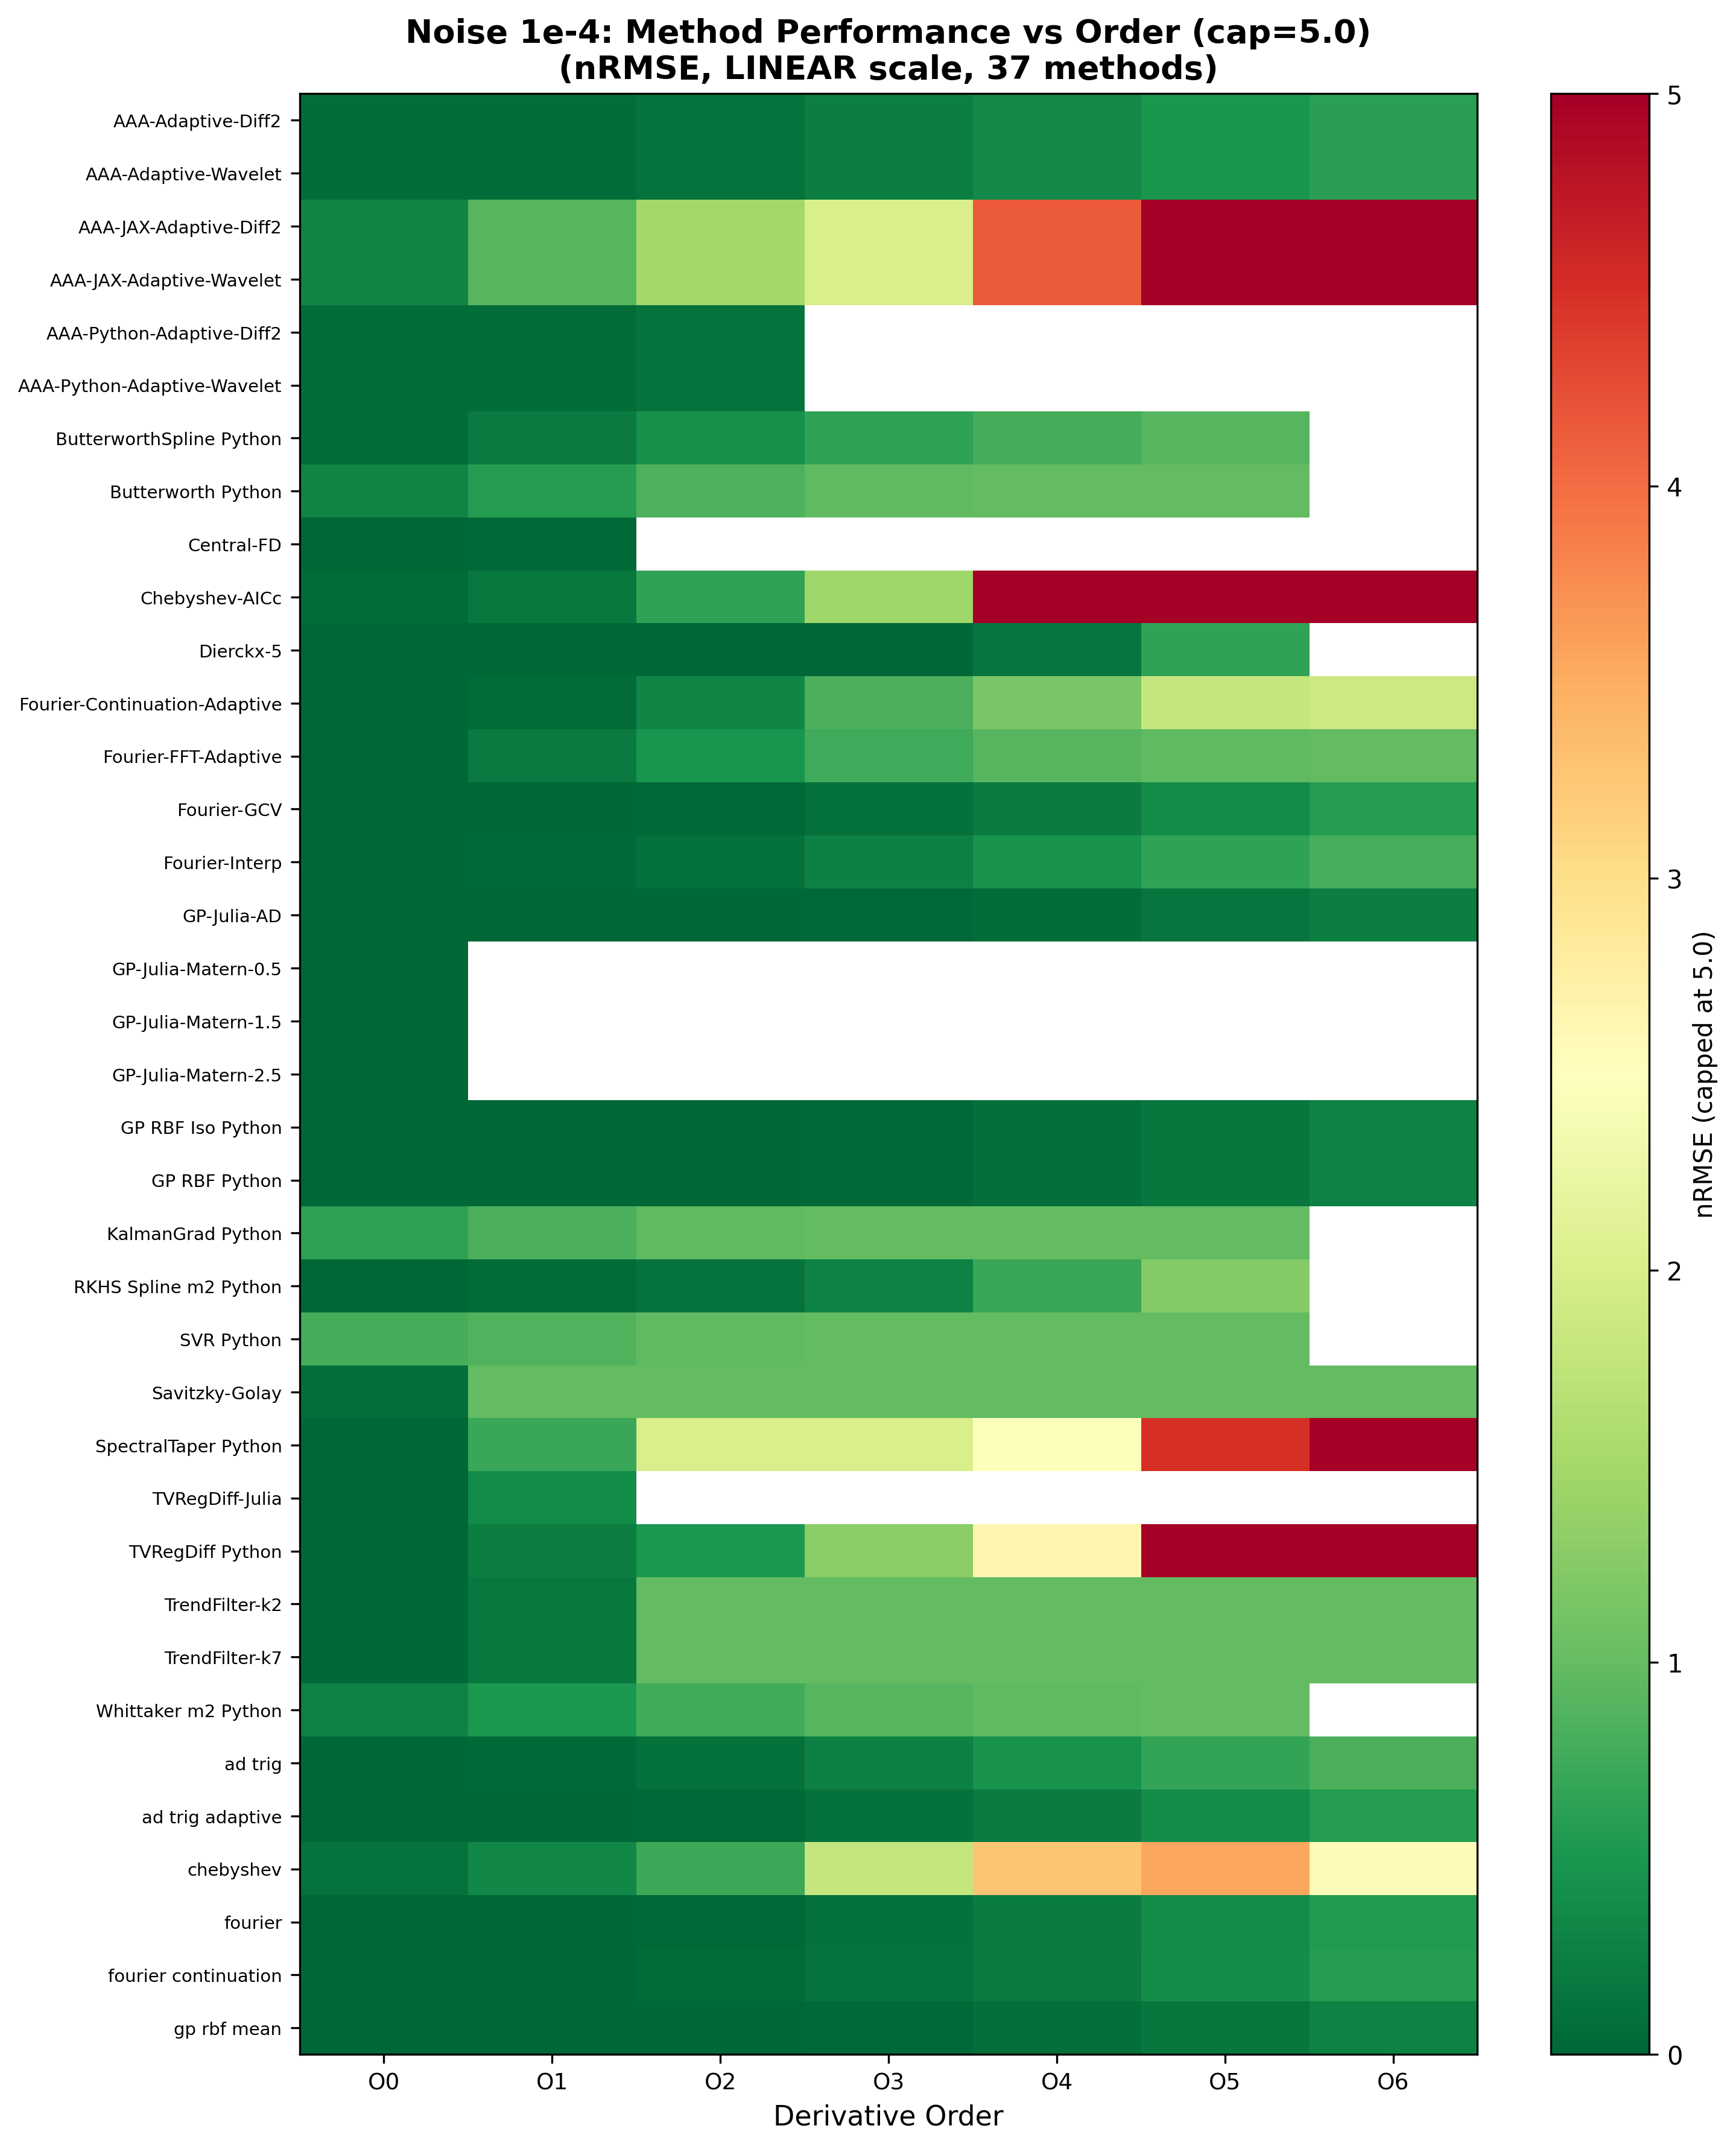 Noise 1e-4: Method Performance vs Order (cap=5.0)
(nRMSE, LINEAR scale, 37 methods)
AAA-Adaptive-Diff2
AAA-Adaptive-Wavelet
AAA-JAX-Adaptive-Diff2
AAA-JAX-Adaptive-Wavelet
AAA-Python-Adaptive-Diff2
AAA-Python-Adaptive-Wavelet
ButterworthSpline Python
Butterworth Python
Central-FD
Chebyshev-AICc
Dierckx-5
Fourier-Continuation-Adaptive
Fourier-FFT-Adaptive
Fourier-GCV
Fourier-Interp
GP-Julia-AD
GP-Julia-Matern-0.5
GP-Julia-Matern-1.5
GP-Julia-Matern-2.5
GP RBF Iso Python
GP RBF Python
KalmanGrad Python
RKHS Spline m2 Python
SVR Python
Savitzky-Golay
SpectralTaper Python
TVRegDiff-Julia
TVRegDiff Python
TrendFilter-k2
TrendFilter-k7
Whittaker m2 Python
ad trig
ad trig adaptive
chebyshev
fourier
fourier continuation
gp rbf mean
O0 O1 O2 O3 O4 O5 O6
Derivative Order
5
4
3
2
1
0
nRMSE (capped at 5.0)